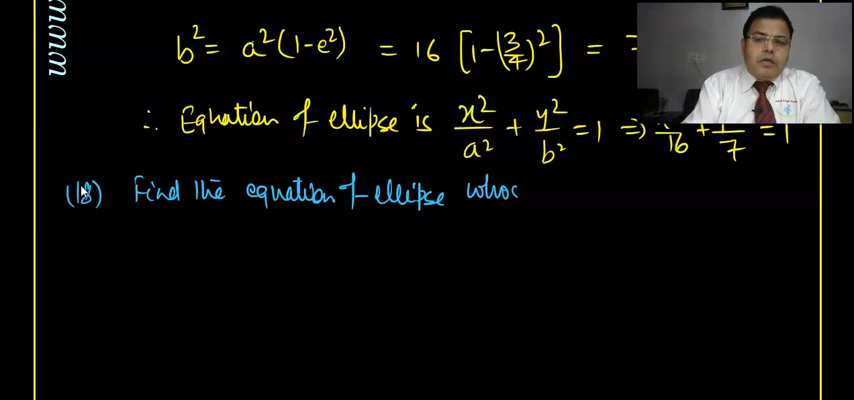 www
b² = a²(1-e²) = 16 [1-(3/4)²] =
∴ Equation of ellipse is x²/a² + y²/b² = 1 ⇒ /16 + /7 = 1
(18) Find the equation of ellipse whos